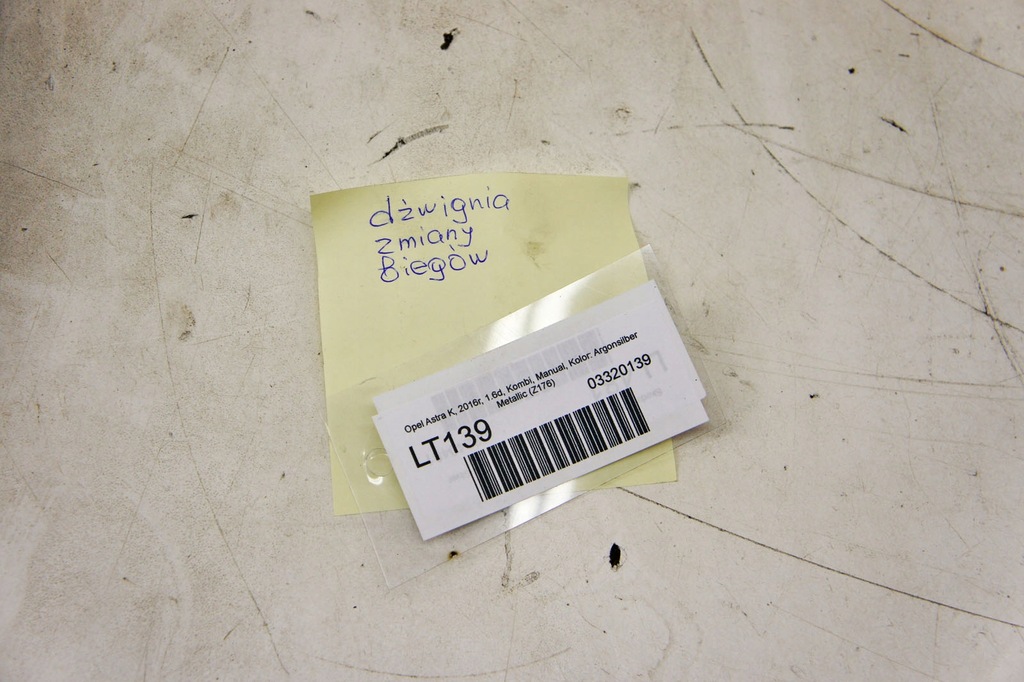 dźwignia
zmiany
Biegów
Opel Astra K, 2016r, 1.6d, Kombi, Manual, Kolor: Argonsilber
Metallic (Z176)
03320139
LT139